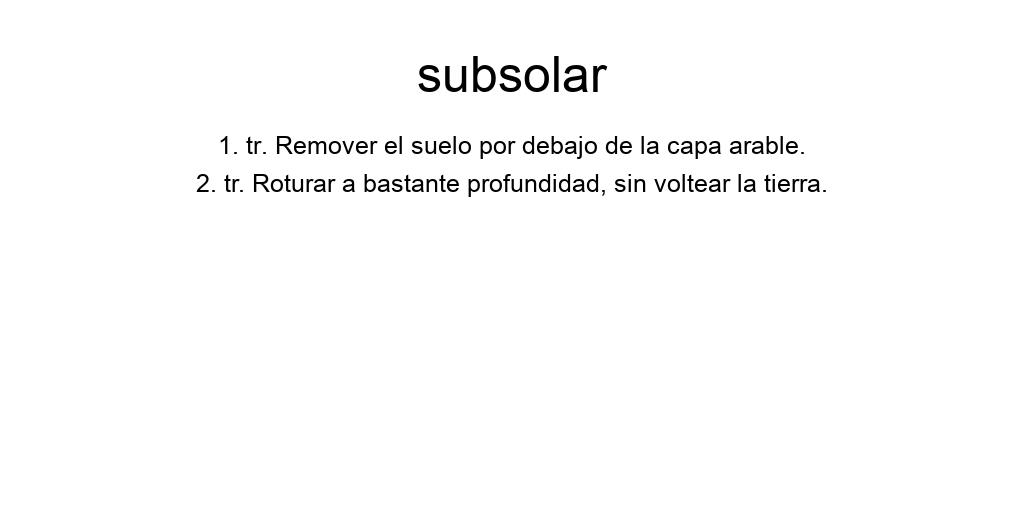 subsolar
1. tr. Remover el suelo por debajo de la capa arable.
2. tr. Roturar a bastante profundidad, sin voltear la tierra.